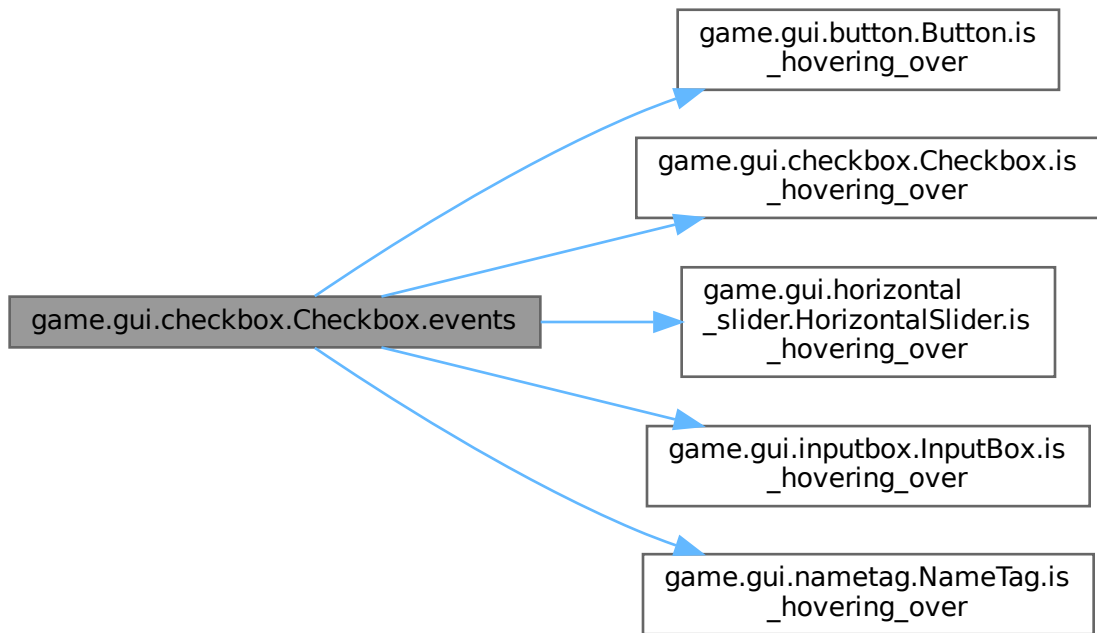 game.gui.button.Button.is
_hovering_over
game.gui.checkbox.Checkbox.is
_hovering_over
game.gui.checkbox.Checkbox.events
game.gui.horizontal
_slider.HorizontalSlider.is
_hovering_over
game.gui.inputbox.InputBox.is
_hovering_over
game.gui.nametag.NameTag.is
_hovering_over